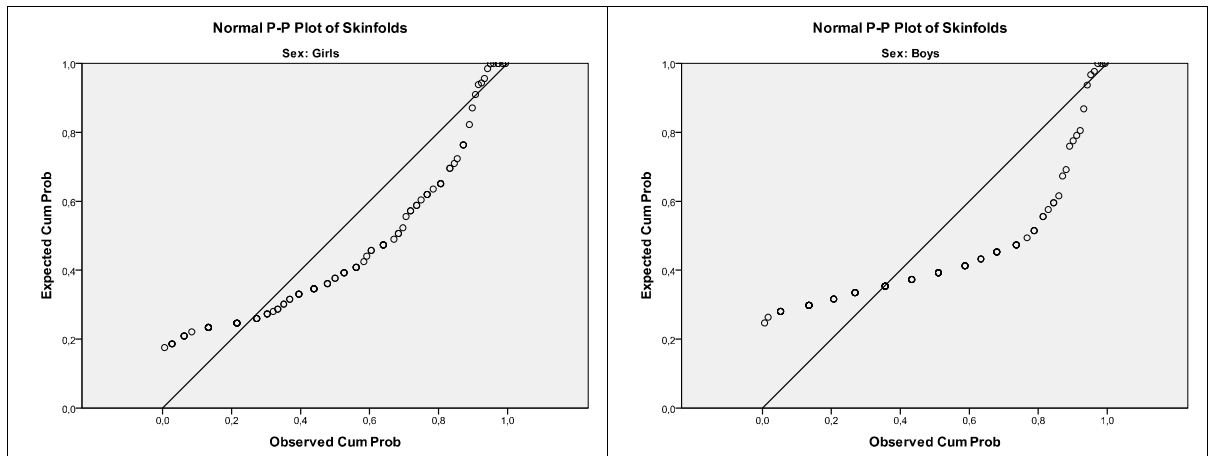 Normal P-P Plot of Skinfolds
Sex: Girls
Expected Cum Prob
1,0
0,8
0,6
0,4
0,2
0,0
0,0 0,2 0,4 0,6 0,8 1,0
Observed Cum Prob
Normal P-P Plot of Skinfolds
Sex: Boys
Expected Cum Prob
1,0
0,8
0,6
0,4
0,2
0,0
0,0 0,2 0,4 0,6 0,8 1,0
Observed Cum Prob